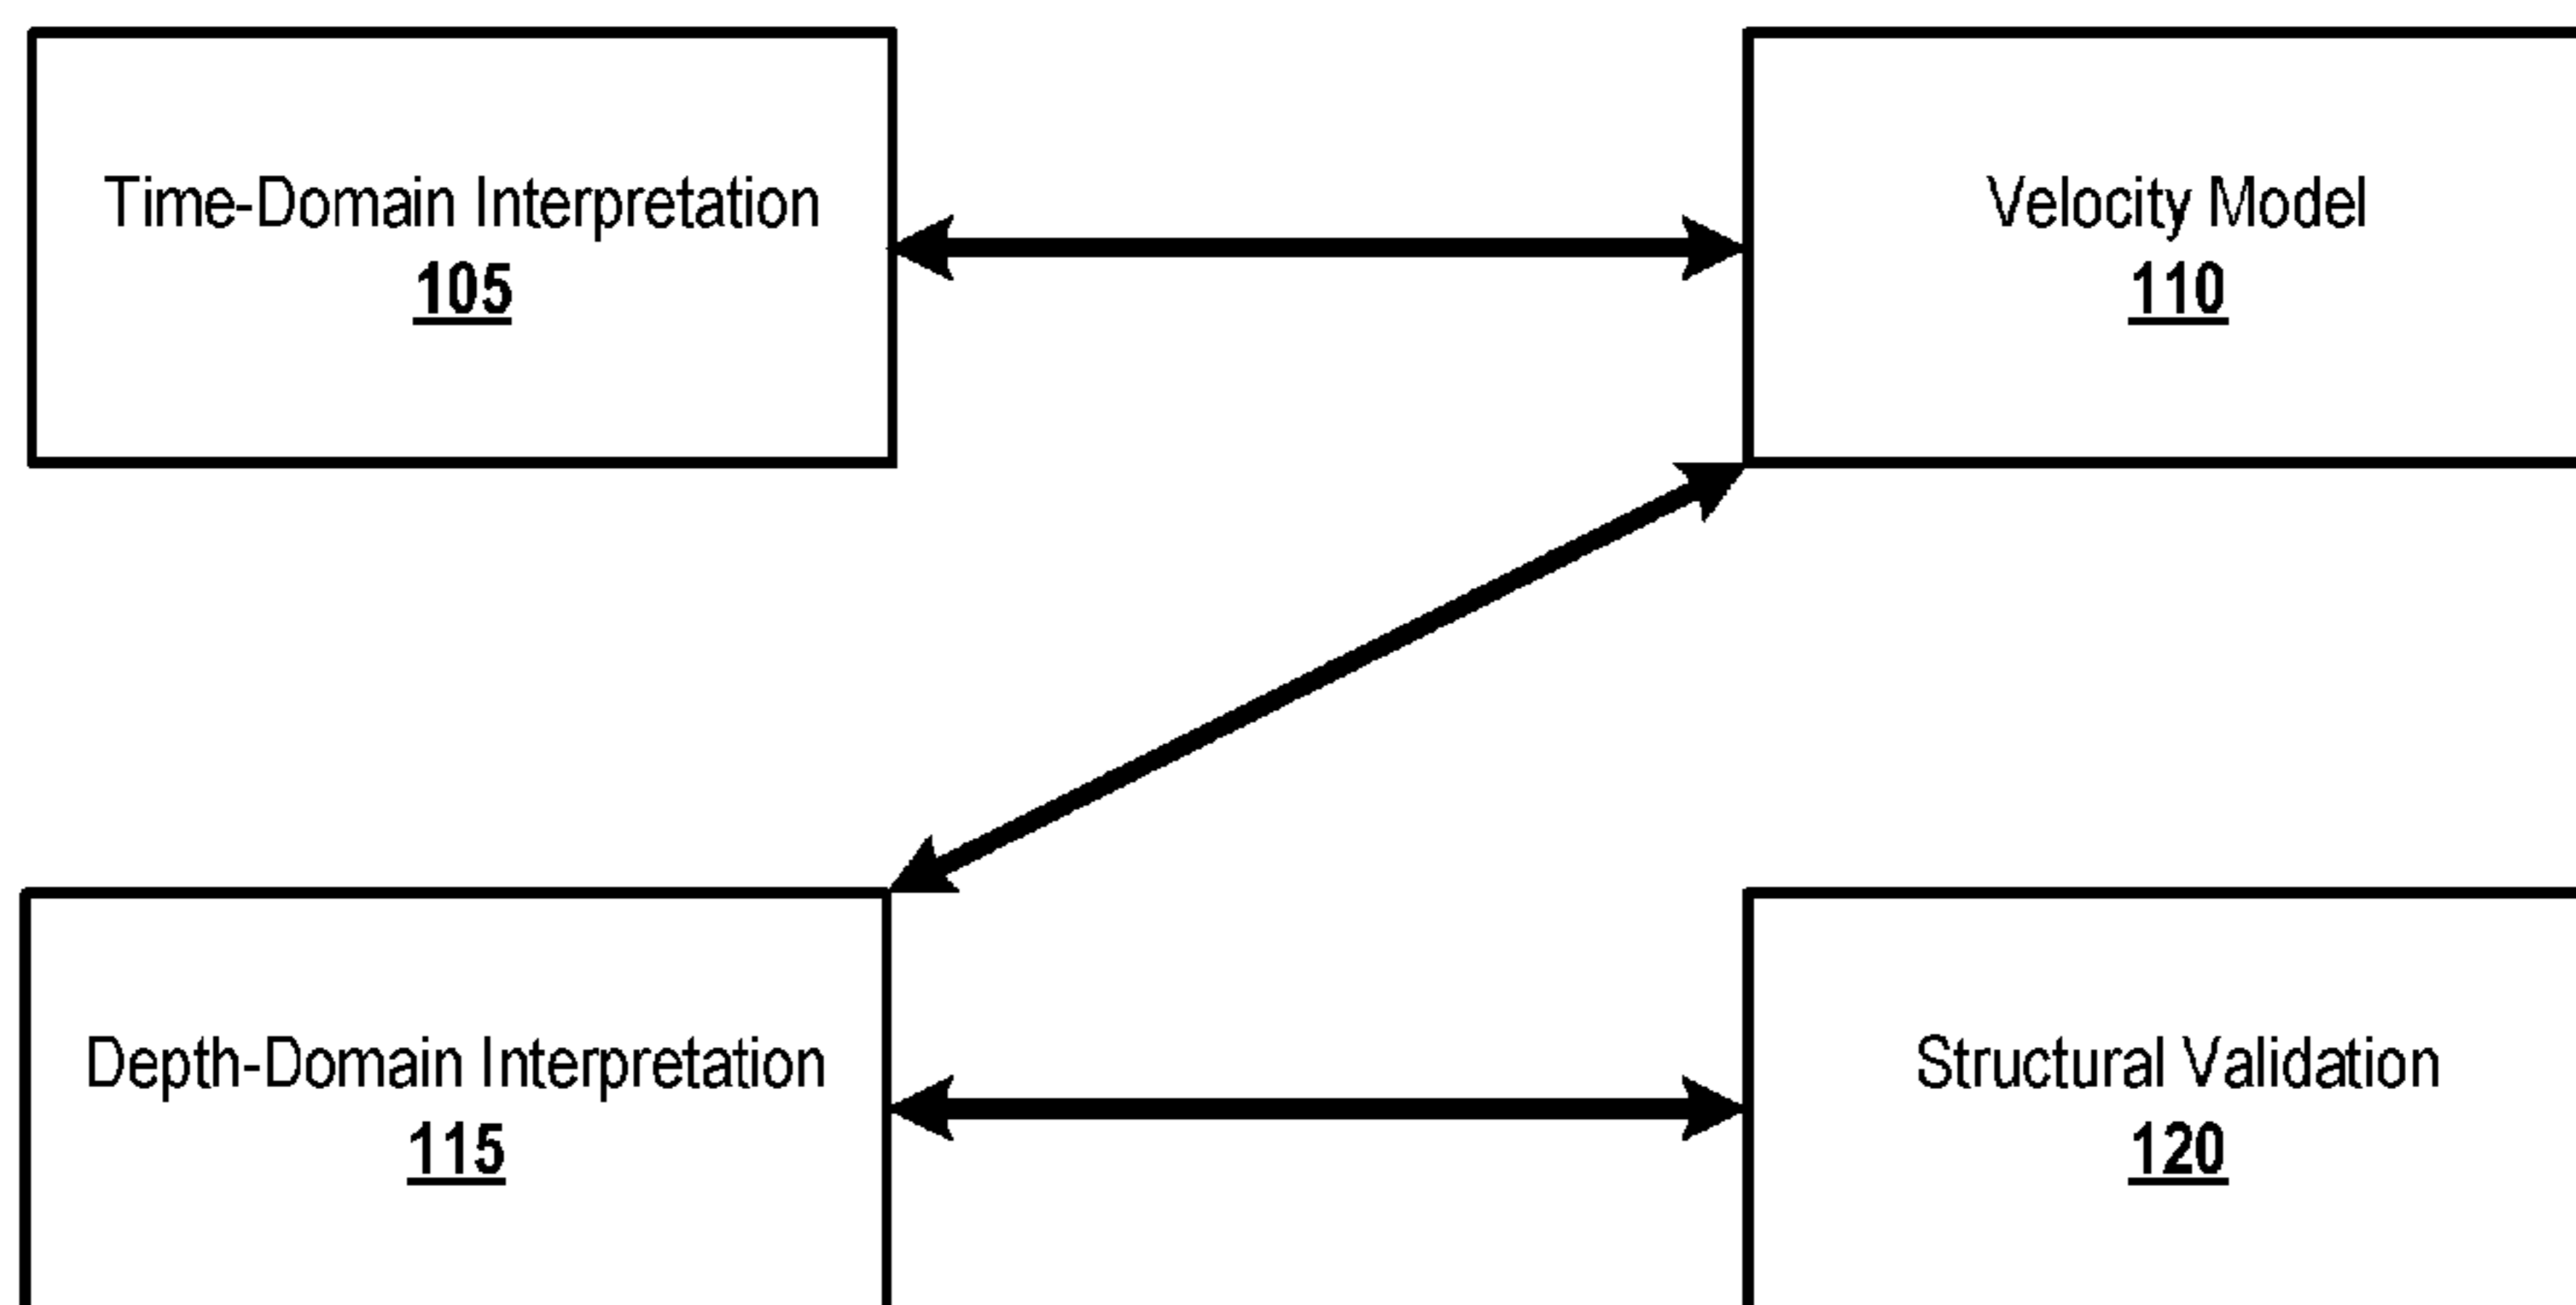 Time-Domain Interpretation
105
Velocity Model
110
Depth-Domain Interpretation
115
Structural Validation
120